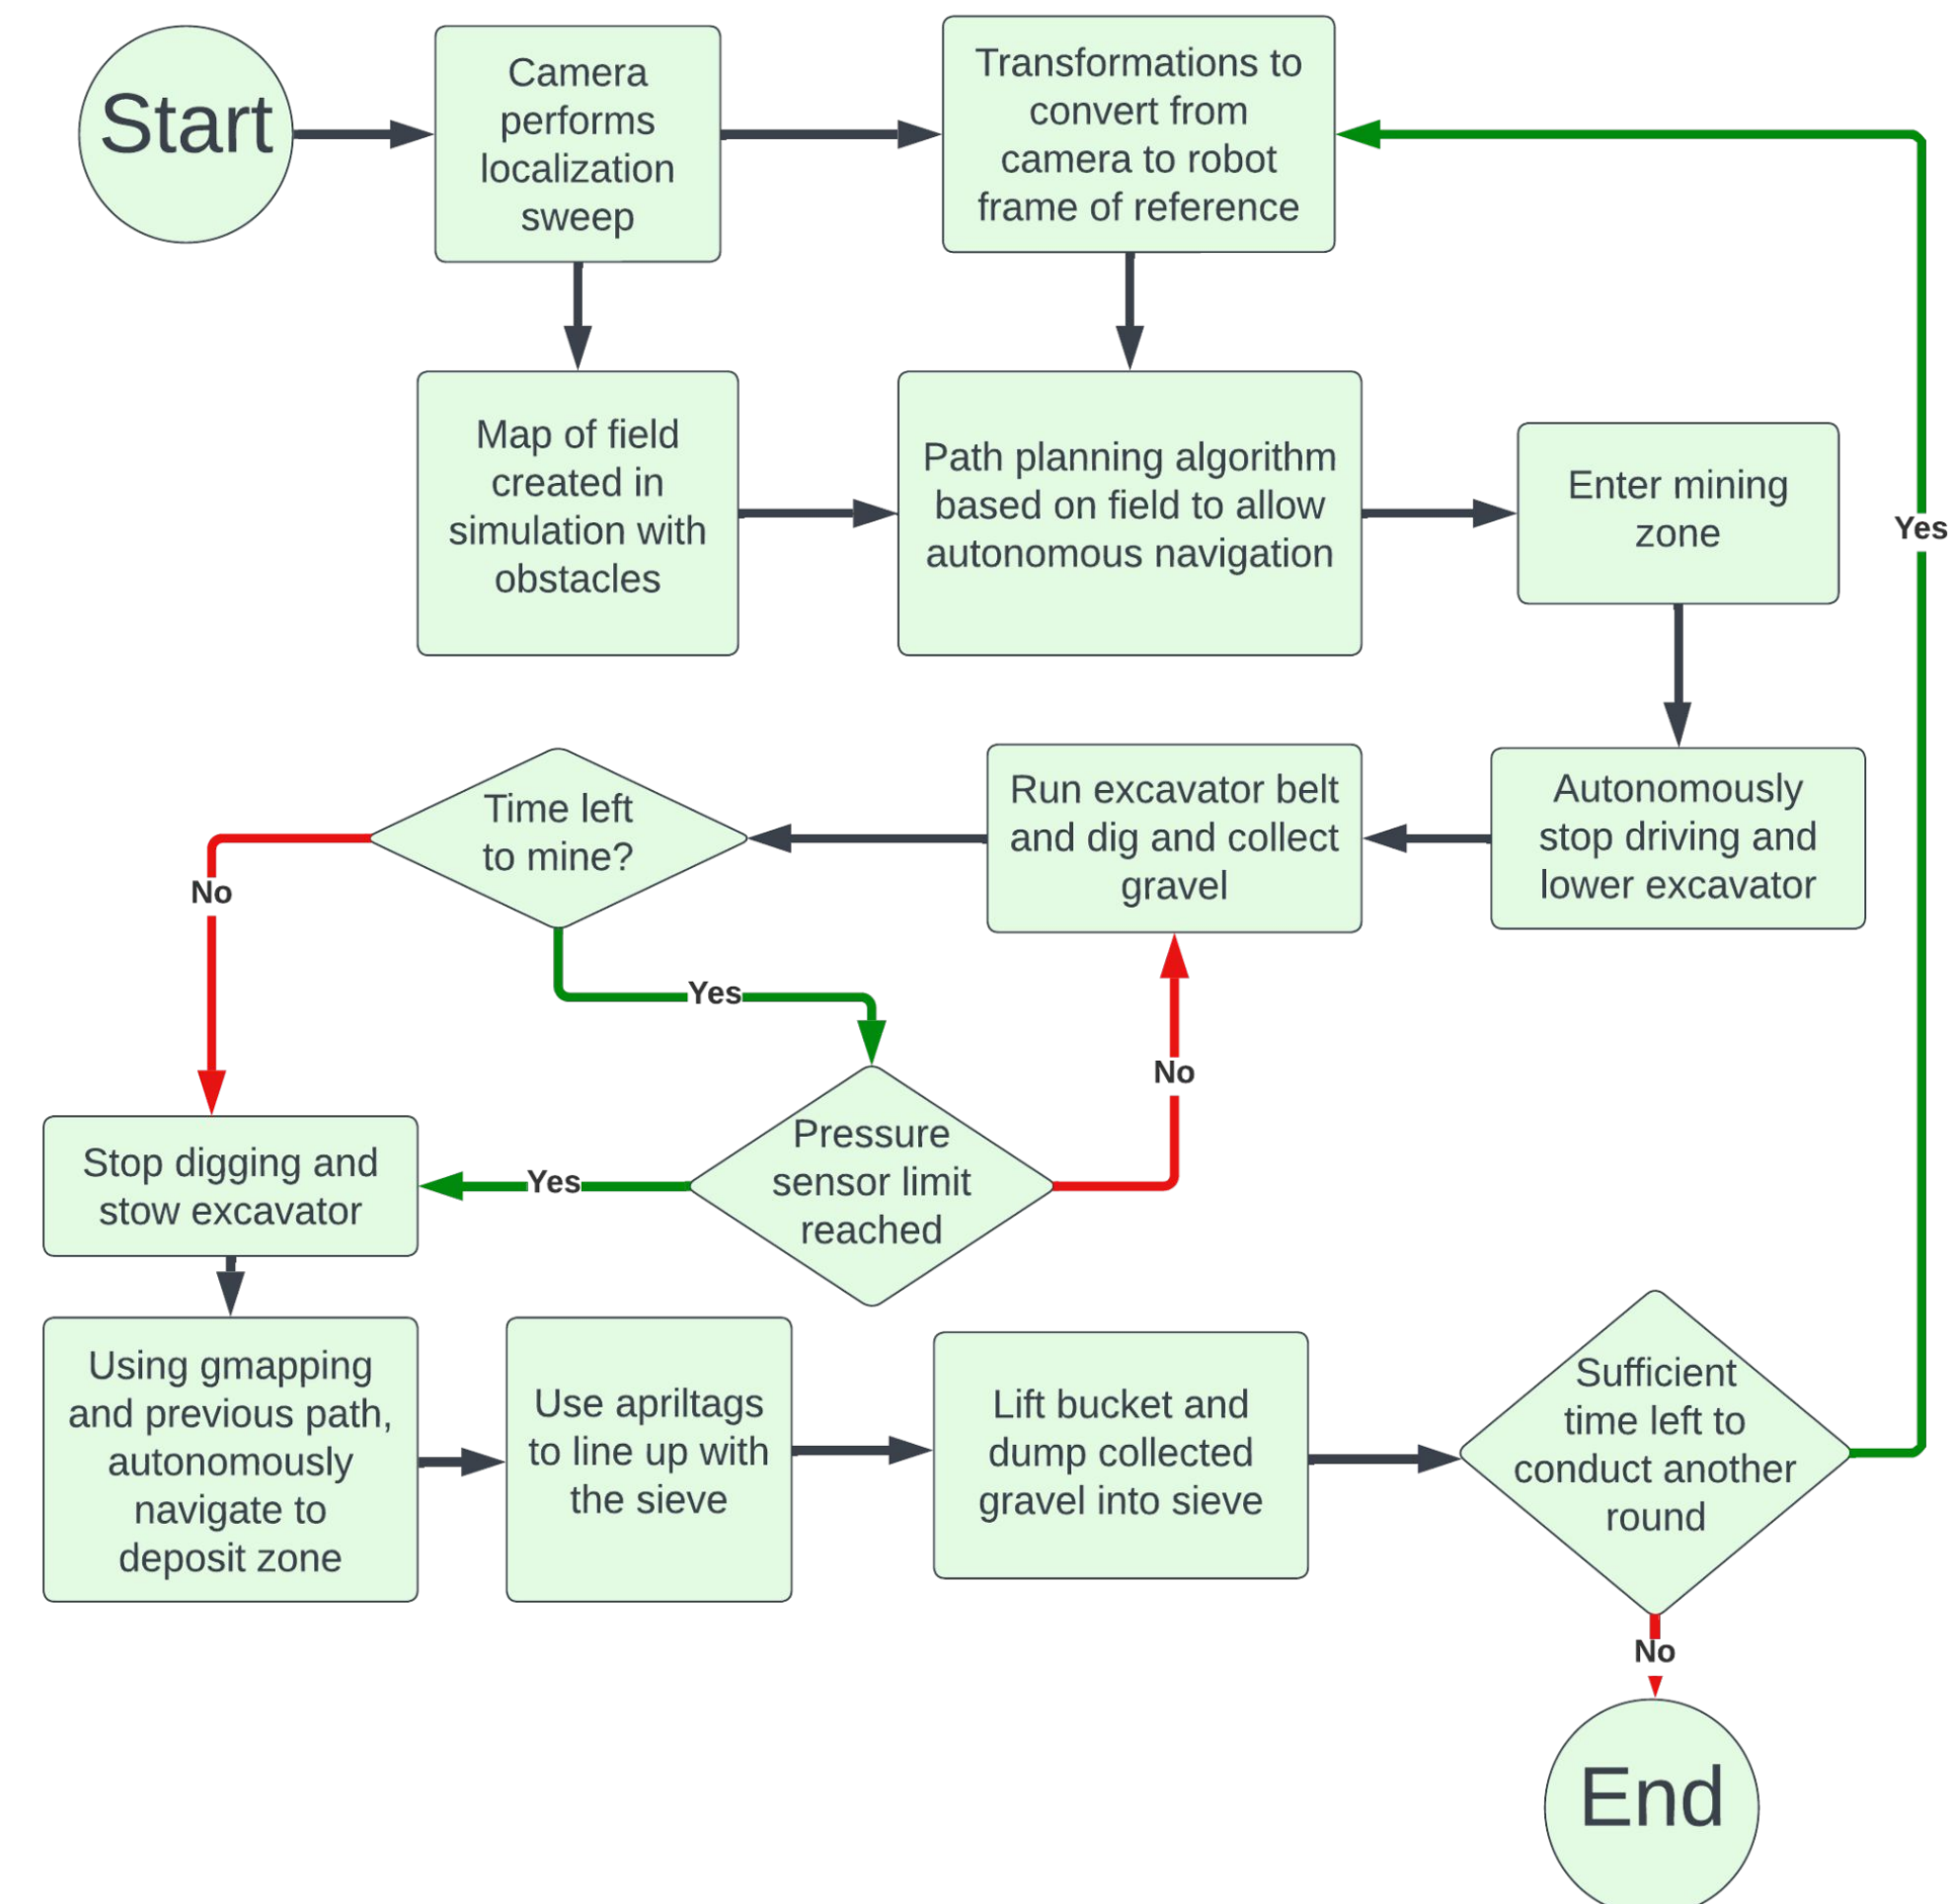 Start
Camera
performs
localization
sweep
Transformations to
convert from
camera to robot
frame of reference
Map of field
created in
simulation with
obstacles
Path planning algorithm
based on field to allow
autonomous navigation
Enter mining
zone
Yes
Time left
to mine?
Run excavator belt
and dig and collect
gravel
Autonomously
stop driving and
lower excavator
No
Yes
No
Stop digging and
stow excavator
Yes
Pressure
sensor limit
reached
Using gmapping
and previous path,
autonomously
navigate to
deposit zone
Use apriltags
to line up with
the sieve
Lift bucket and
dump collected
gravel into sieve
Sufficient
time left to
conduct another
round
No
End